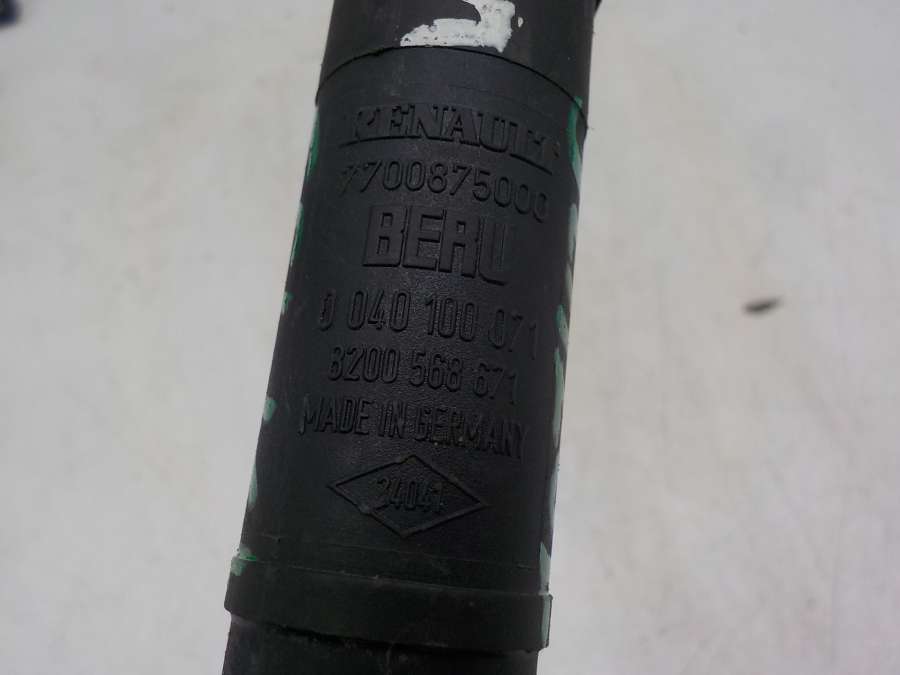 RENAULT
7700875000
BERU
0 040 100 071
8200 568 671
MADE IN GERMANY
24041